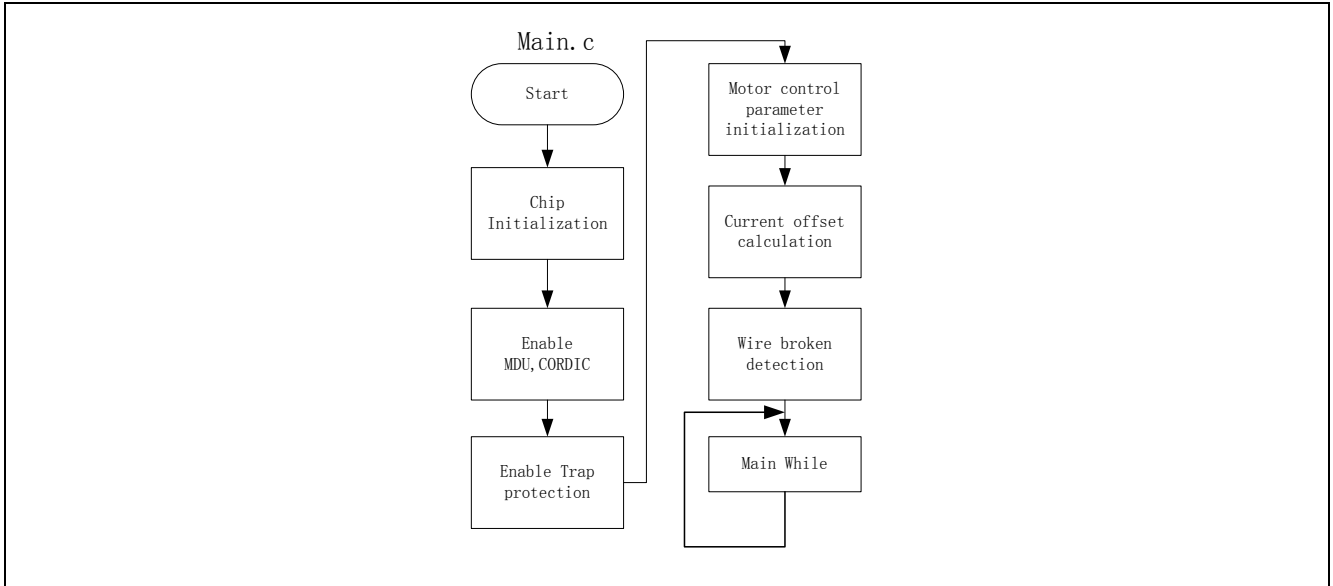 Main.c
Start
Chip
Initialization
Enable
MDU,CORDIC
Enable Trap
protection
Motor control
parameter
initialization
Current offset
calculation
Wire broken
detection
Main While